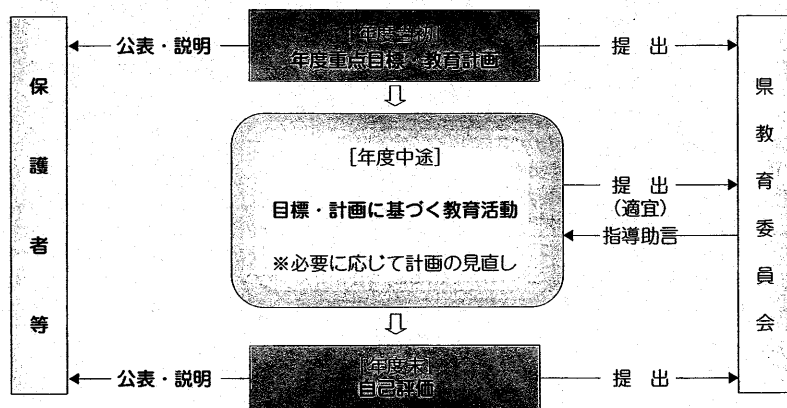 [年度当初]
公表・説明
年度重点目標・教育計画
提 出
保護者等
県教育委員会
[年度中途]
目標・計画に基づく教育活動
※必要に応じて計画の見直し
提 出
(適宜)
指導助言
[年度末]
自己評価
公表・説明
提 出